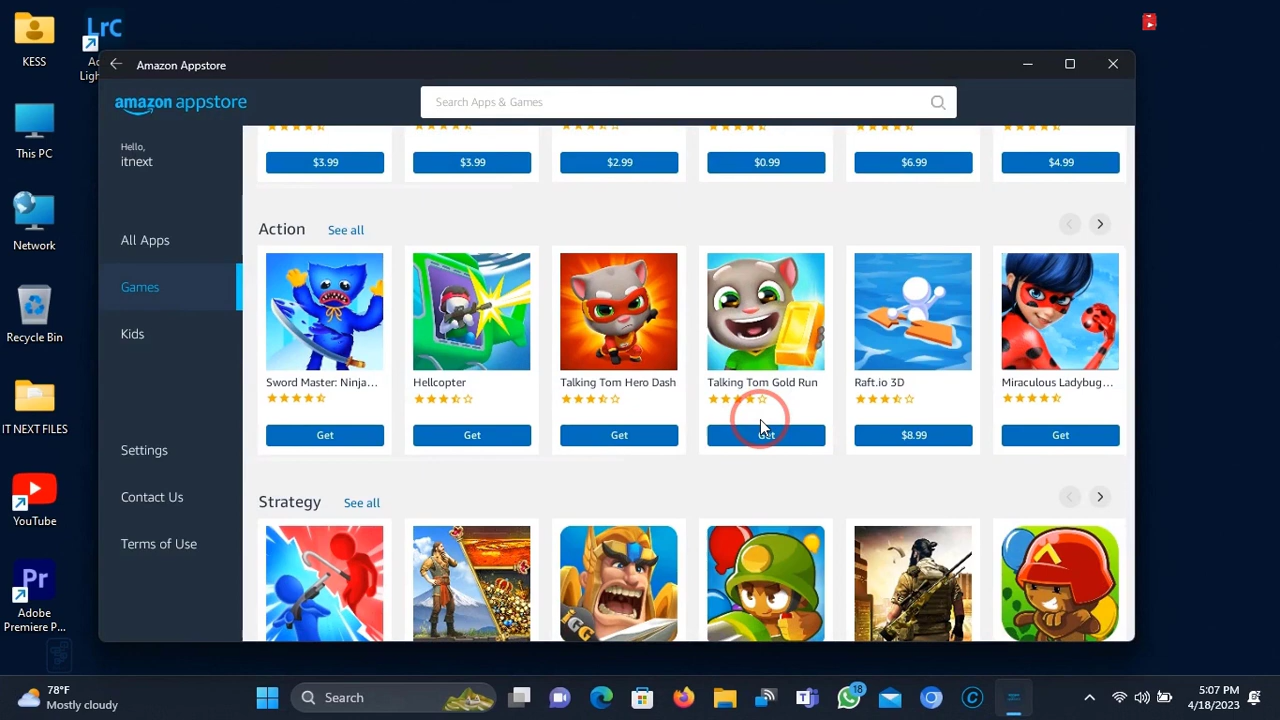 KESS
LrC
Ac
Ligh
This PC
Network
Recycle Bin
IT NEXT FILES
YouTube
Pr
Adobe
Premiere P...
Amazon Appstore
amazon appstore
Search Apps & Games
Hello,
itnext
All Apps
Games
Kids
Settings
Contact Us
Terms of Use
$3.99
$3.99
$2.99
$0.99
$6.99
$4.99
Action
See all
Sword Master: Ninja...
Hellcopter
Talking Tom Hero Dash
Talking Tom Gold Run
Raft.io 3D
Miraculous Ladybug...
Get
Get
Get
Get
$8.99
Get
Strategy
See all
IGG
78°F
Mostly cloudy
Search
18
5:07 PM
4/18/2023